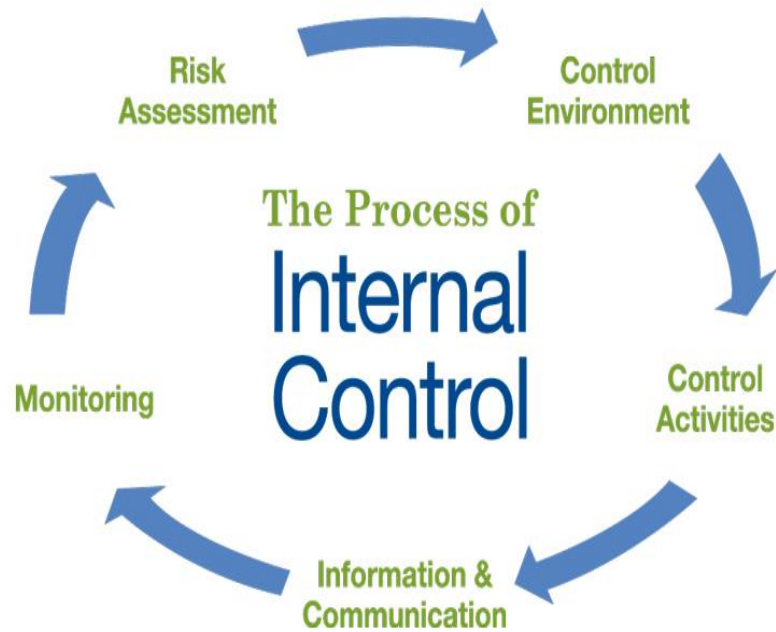 Risk
Assessment
Control
Environment
The Process of
Internal
Control
Monitoring
Control
Activities
Information &
Communication